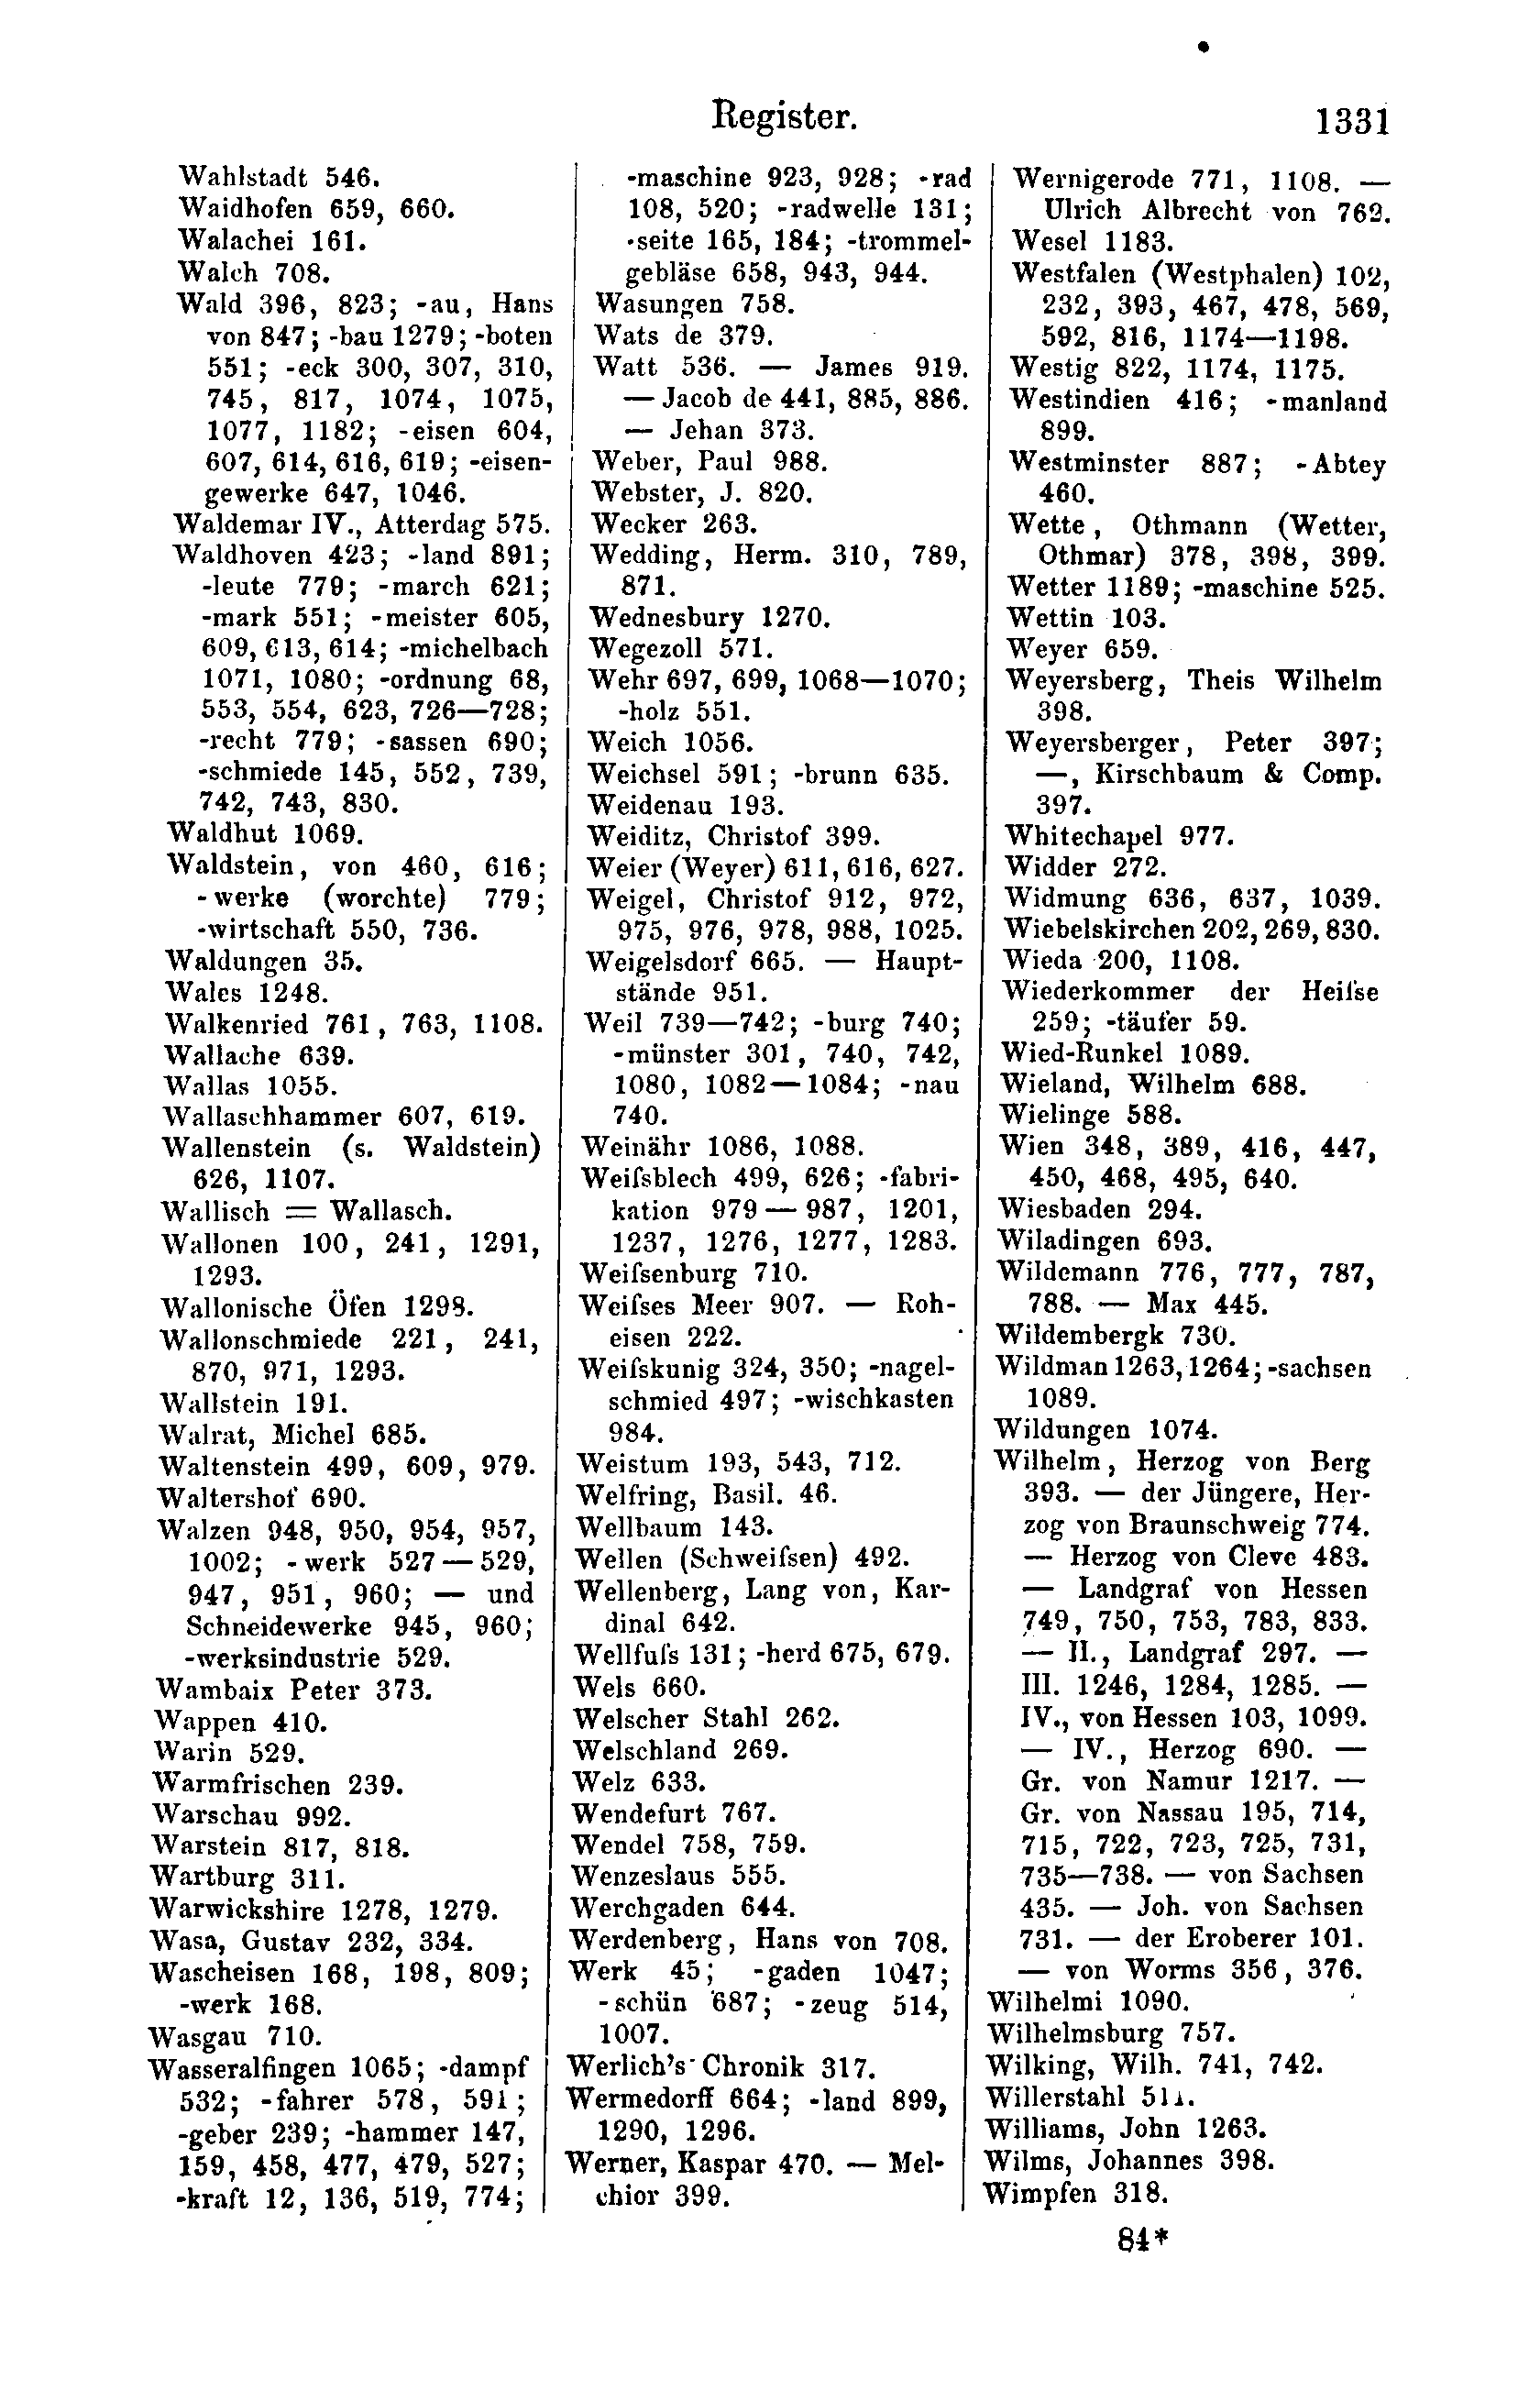 Register.
1331
Wahlstadt 546.
Waidhofen 659, 660.
Walachei 161.
Walch 708.
Wald 396, 823; -au, Hans
von 847; -bau 1279; -boten
551; -eck 300, 307, 310,
745, 817, 1074, 1075,
1077, 1182; -eisen 604,
607, 614, 616, 619; -eisen-
gewerke 647, 1046.
Waldemar IV., Atterdag 575.
Waldhoven 423; -land 891;
-leute 779; -march 621;
-mark 551; -meister 605,
609, 613, 614; -michelbach
1071, 1080; -ordnung 68,
553, 554, 623, 726—728;
-recht 779; -sassen 690;
-schmiede 145, 552, 739,
742, 743, 830.
Waldhut 1069.
Waldstein, von 460, 616;
-werke (worchte) 779;
-wirtschaft 550, 736.
Waldungen 35.
Wales 1248.
Walkenried 761, 763, 1108.
Wallache 639.
Wallas 1055.
Wallaschhammer 607, 619.
Wallenstein (s. Waldstein)
626, 1107.
Wallisch = Wallasch.
Wallonen 100, 241, 1291,
1293.
Wallonische Öfen 1298.
Wallonschmiede 221, 241,
870, 971, 1293.
Wallstein 191.
Walrat, Michel 685.
Waltenstein 499, 609, 979.
Waltershof 690.
Walzen 948, 950, 954, 957,
1002; -werk 527—529,
947, 951, 960; — und
Schneidewerke 945, 960;
-werksindustrie 529.
Wambaix Peter 373.
Wappen 410.
Warin 529.
Warmfrischen 239.
Warschau 992.
Warstein 817, 818.
Wartburg 311.
Warwickshire 1278, 1279.
Wasa, Gustav 232, 334.
Wascheisen 168, 198, 809;
-werk 168.
Wasgau 710.
Wasseralfingen 1065; -dampf
532; -fahrer 578, 591;
-geber 239; -hammer 147,
159, 458, 477, 479, 527;
-kraft 12, 136, 519, 774;
-maschine 923, 928; -rad
108, 520; -radwelle 131;
-seite 165, 184; -trommel-
gebläse 658, 943, 944.
Wasungen 758.
Wats de 379.
Watt 536. — James 919.
— Jacob de 441, 885, 886.
— Jehan 373.
Weber, Paul 988.
Webster, J. 820.
Wecker 263.
Wedding, Herm. 310, 789,
871.
Wednesbury 1270.
Wegezoll 571.
Wehr 697, 699, 1068—1070;
-holz 551.
Weich 1056.
Weichsel 591; -brunn 635.
Weidenau 193.
Weiditz, Christof 399.
Weier (Weyer) 611, 616, 627.
Weigel, Christof 912, 972,
975, 976, 978, 988, 1025.
Weigelsdorf 665. — Haupt-
stände 951.
Weil 739—742; -burg 740;
-münster 301, 740, 742,
1080, 1082—1084; -nau
740.
Weinähr 1086, 1088.
Weiſsblech 499, 626; -fabri-
kation 979—987, 1201,
1237, 1276, 1277, 1283.
Weiſsenburg 710.
Weiſses Meer 907. — Roh-
eisen 222.
Weiſskunig 324, 350; -nagel-
schmied 497; -wischkasten
984.
Weistum 193, 543, 712.
Welfring, Basil. 46.
Wellbaum 143.
Wellen (Schweiſsen) 492.
Wellenberg, Lang von, Kar-
dinal 642.
Wellfuſs 131; -herd 675, 679.
Wels 660.
Welscher Stahl 262.
Welschland 269.
Welz 633.
Wendefurt 767.
Wendel 758, 759.
Wenzeslaus 555.
Werchgaden 644.
Werdenberg, Hans von 708.
Werk 45; -gaden 1047;
-schün 687; -zeug 514,
1007.
Werlich's Chronik 317.
Wermedorff 664; -land 899,
1290, 1296.
Werner, Kaspar 470. — Mel-
chior 399.
Wernigerode 771, 1108. —
Ulrich Albrecht von 762.
Wesel 1183.
Westfalen (Westphalen) 102,
232, 393, 467, 478, 569,
592, 816, 1174—1198.
Westig 822, 1174, 1175.
Westindien 416; -manland
899.
Westminster 887; -Abtey
460.
Wette, Othmann (Wetter,
Othmar) 378, 398, 399.
Wetter 1189; -maschine 525.
Wettin 103.
Weyer 659.
Weyersberg, Theis Wilhelm
398.
Weyersberger, Peter 397;
—, Kirschbaum & Comp.
397.
Whitechapel 977.
Widder 272.
Widmung 636, 637, 1039.
Wiebelskirchen 202, 269, 830.
Wieda 200, 1108.
Wiederkommer der Heiſse
259; -täufer 59.
Wied-Runkel 1089.
Wieland, Wilhelm 688.
Wielinge 588.
Wien 348, 389, 416, 447,
450, 468, 495, 640.
Wiesbaden 294.
Wiladingen 693.
Wildemann 776, 777, 787,
788. — Max 445.
Wildembergk 730.
Wildman 1263, 1264; -sachsen
1089.
Wildungen 1074.
Wilhelm, Herzog von Berg
393. — der Jüngere, Her-
zog von Braunschweig 774.
— Herzog von Cleve 483.
— Landgraf von Hessen
749, 750, 753, 783, 833.
— II., Landgraf 297. —
III. 1246, 1284, 1285. —
IV., von Hessen 103, 1099.
— IV., Herzog 690. —
Gr. von Namur 1217. —
Gr. von Nassau 195, 714,
715, 722, 723, 725, 731,
735—738. — von Sachsen
435. — Joh. von Sachsen
731. — der Eroberer 101.
— von Worms 356, 376.
Wilhelmi 1090.
Wilhelmsburg 757.
Wilking, Wilh. 741, 742.
Willerstahl 511.
Williams, John 1263.
Wilms, Johannes 398.
Wimpfen 318.
84*